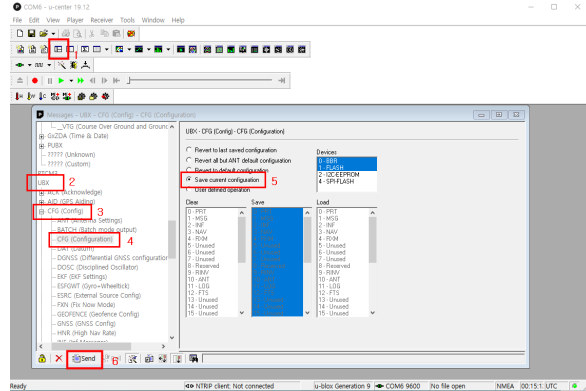 COM6 - u-center 19.12
File Edit View Player Receiver Tools Window Help
1
Messages - UBX - CFG (Config) - CFG (Configuration)
_VTG (Course Over Ground and Ground
GxZDA (Time & Date)
PUBX
????? (Unknown)
????? (Custom)
RTCM3
UBX
2
ACK (Acknowledge)
AID (GPS Aiding)
CFG (Config)
3
ANT (Antenna Settings)
BATCH (Batch mode output)
CFG (Configuration)
4
DAT (Datum)
DGNSS (Differential GNSS configuration
DOSC (Disciplined Oscillator)
EKF (EKF Settings)
ESFGWT (Gyro+Wheeltick)
ESRC (External Source Config)
FXN (Fix Now Mode)
GEOFENCE (Geofence Config)
GNSS (GNSS Config)
HNR (High Nav Rate)
INF (Inf Messages)
UBX - CFG (Config) - CFG (Configuration)
Revert to last saved configuration
Revert all but ANT default configuration
Revert to default configuration
Save current configuration
5
User defined operation
Devices
0 - BBR
1 - FLASH
2 - I2C-EEPROM
4 - SPI-FLASH
Clear
0 - PRT
1 - MSG
2 - INF
3 - NAV
4 - RXM
5 - Unused
6 - Unused
7 - Unused
8 - Reserved
9 - RINV
10 - ANT
11 - LOG
12 - FTS
13 - Unused
14 - Unused
15 - Unused
Save
Load
0 - PRT
1 - MSG
2 - INF
3 - NAV
4 - RXM
5 - Unused
6 - Unused
7 - Unused
8 - Reserved
9 - RINV
10 - ANT
11 - LOG
12 - FTS
13 - Unused
14 - Unused
15 - Unused
Send
6
Ready
NTRIP client: Not connected
u-blox Generation 9
COM6 9600
No file open
NMEA
00:15:1
UTC